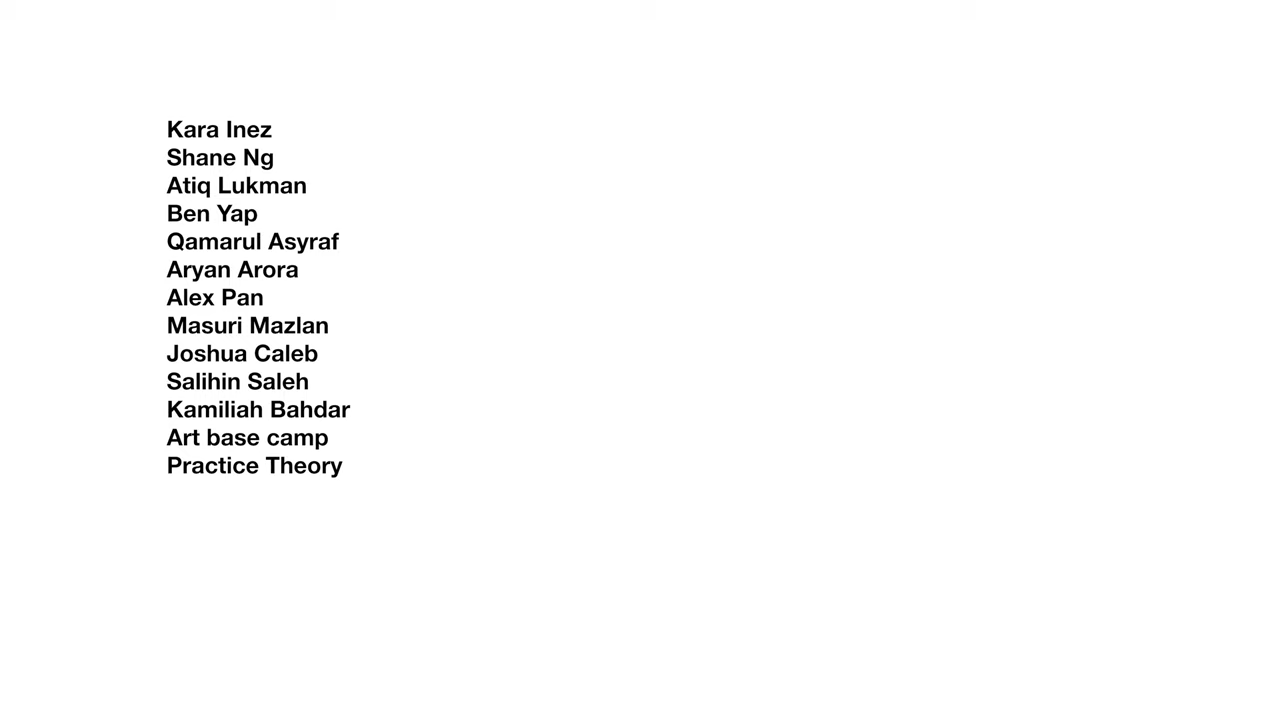 Kara Inez
Shane Ng
Atiq Lukman
Ben Yap
Qamarul Asyraf
Aryan Arora
Alex Pan
Masuri Mazlan
Joshua Caleb
Salihin Saleh
Kamiliah Bahdar
Art base camp
Practice Theory